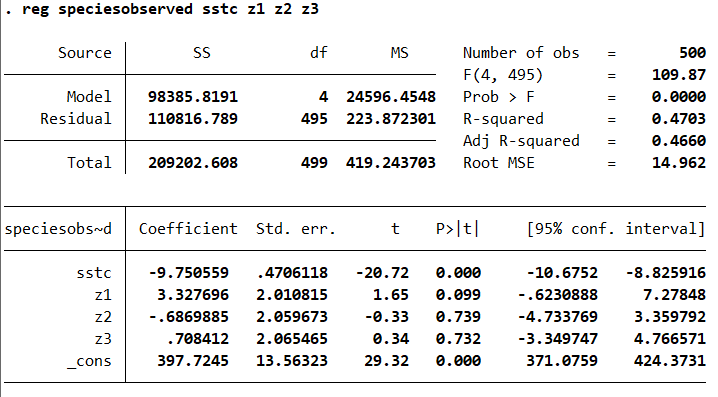 . reg speciesobserved sstc z1 z2 z3
Source SS df MS Number of obs = 500
F(4, 495) = 109.87
Model 98385.8191 4 24596.4548 Prob > F = 0.0000
Residual 110816.789 495 223.872301 R-squared = 0.4703
Adj R-squared = 0.4660
Total 209202.608 499 419.243703 Root MSE = 14.962
speciesobs~d Coefficient Std. err. t P>|t| [95% conf. interval]
sstc -9.750559 .4706118 -20.72 0.000 -10.6752 -8.825916
z1 3.327696 2.010815 1.65 0.099 -.6230888 7.27848
z2 -.6869885 2.059673 -0.33 0.739 -4.733769 3.359792
z3 .708412 2.065465 0.34 0.732 -3.349747 4.766571
_cons 397.7245 13.56323 29.32 0.000 371.0759 424.3731